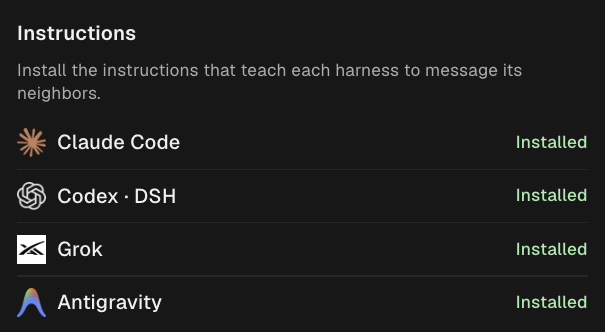 Instructions
Install the instructions that teach each harness to message its
neighbors.
Claude Code Installed
Codex · DSH Installed
Grok Installed
Antigravity Installed